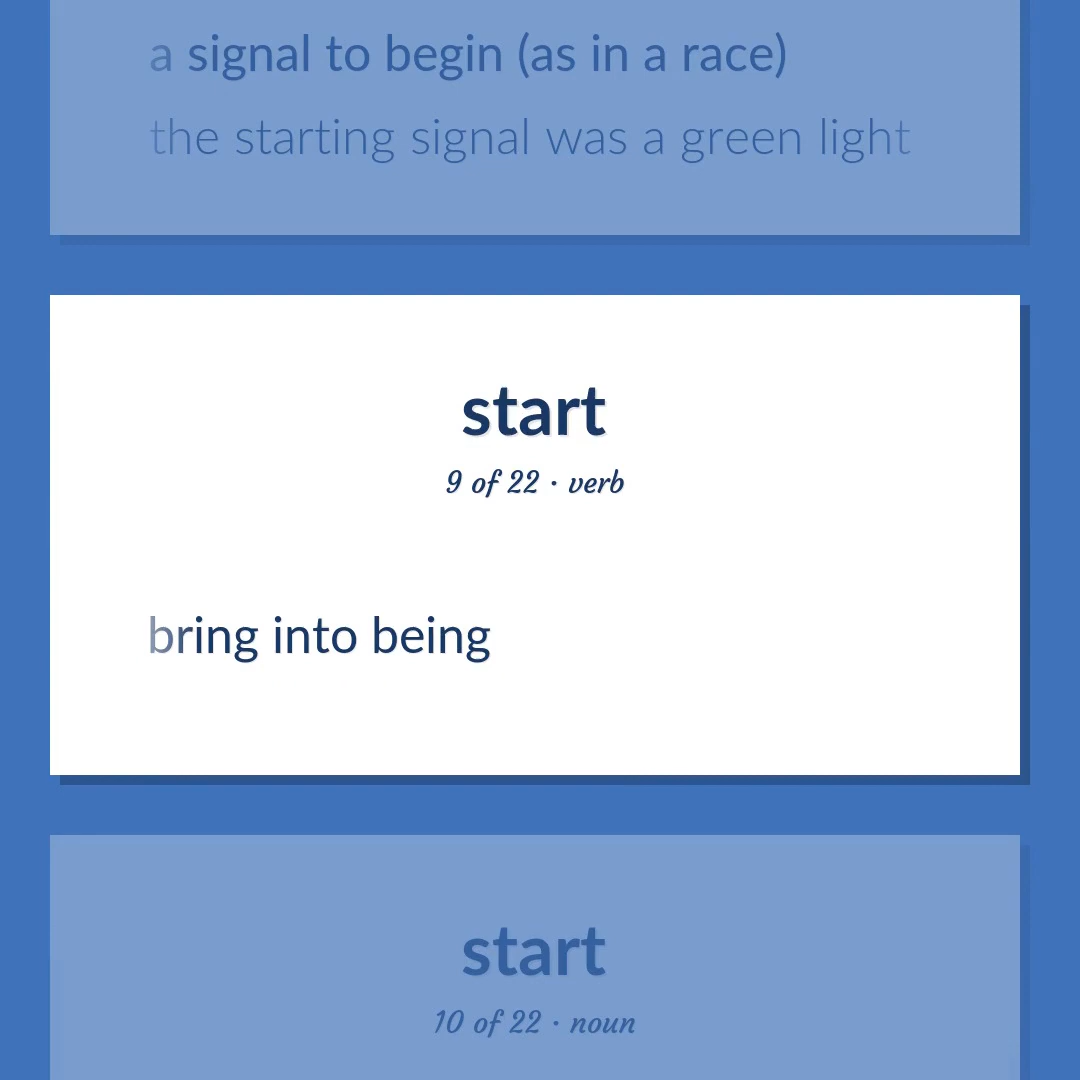 a signal to begin (as in a race)
the starting signal was a green light
start
9 of 22 · verb
bring into being
start
10 of 22 · noun